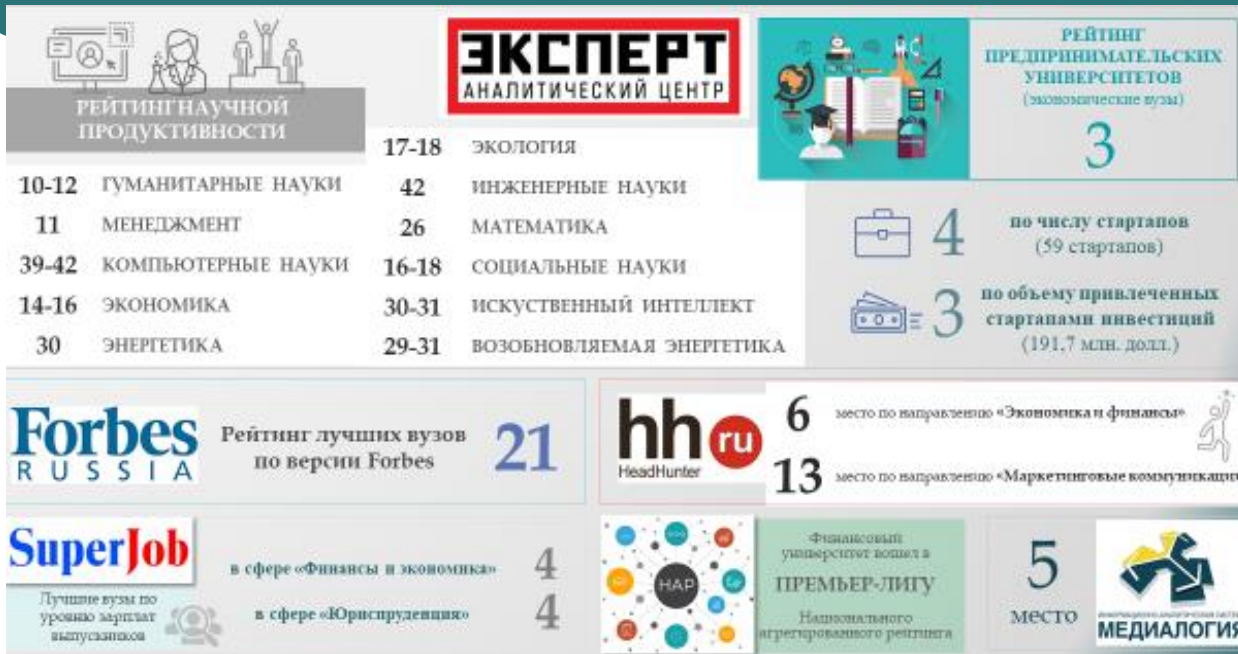 РЕЙТИНГ НАУЧНОЙ
ПРОДУКТИВНОСТИ
10-12 ГУМАНИТАРНЫЕ НАУКИ
11 МЕНЕДЖМЕНТ
39-42 КОМПЬЮТЕРНЫЕ НАУКИ
14-16 ЭКОНОМИКА
30 ЭНЕРГЕТИКА
ЭКСПЕРТ
АНАЛИТИЧЕСКИЙ ЦЕНТР
17-18 ЭКОЛОГИЯ
42 ИНЖЕНЕРНЫЕ НАУКИ
26 МАТЕМАТИКА
16-18 СОЦИАЛЬНЫЕ НАУКИ
30-31 ИСКУСТВЕННЫЙ ИНТЕЛЛЕКТ
29-31 ВОЗОБНОВЛЯЕМАЯ ЭНЕРГЕТИКА
РЕЙТИНГ
ПРЕДПРИНИМАТЕЛЬСКИХ
УНИВЕРСИТЕТОВ
(экономические вузы)
3
4 по числу стартапов
(59 стартапов)
3 по объему привлеченных
стартапами инвестиций
(191,7 млн. долл.)
Forbes
RUSSIA
Рейтинг лучших вузов
по версии Forbes
21
hh ru
HeadHunter
6 место по направлению «Экономика и финансы»
13 место по направлению «Маркетинговые коммуникации
SuperJob
Лучшие вузы по
уровню зарплат
выпускников
в сфере «Финансы и экономика» 4
в сфере «Юриспруденция» 4
НАР
Финансовый
университет вошел в
ПРЕМЬЕР-ЛИГУ
Национального
агрегированного рейтинга
5
место
ИНФОРМАЦИОННО-АНАЛИТИЧЕСКАЯ СИСТЕМА
МЕДИАЛОГИЯ